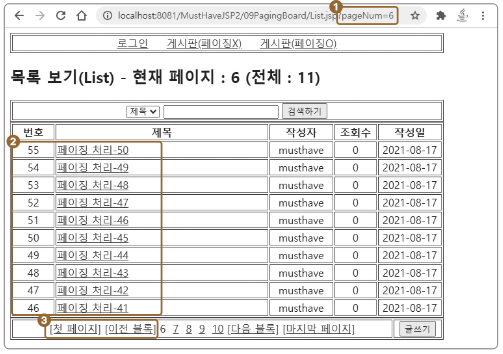 1
localhost:8081/MustHaveJSP2/09PagingBoard/List.jsp?pageNum=6
로그인 게시판(페이징X) 게시판(페이징O)
목록 보기(List) - 현재 페이지 : 6 (전체 : 11)
제목 검색하기
번호 제목 작성자 조회수 작성일
2
55 페이징 처리-50 musthave 0 2021-08-17
54 페이징 처리-49 musthave 0 2021-08-17
53 페이징 처리-48 musthave 0 2021-08-17
52 페이징 처리-47 musthave 0 2021-08-17
51 페이징 처리-46 musthave 0 2021-08-17
50 페이징 처리-45 musthave 0 2021-08-17
49 페이징 처리-44 musthave 0 2021-08-17
48 페이징 처리-43 musthave 0 2021-08-17
47 페이징 처리-42 musthave 0 2021-08-17
46 페이징 처리-41 musthave 0 2021-08-17
3
[첫 페이지] [이전 블록] 6 7 8 9 10 [다음 블록] [마지막 페이지] 글쓰기